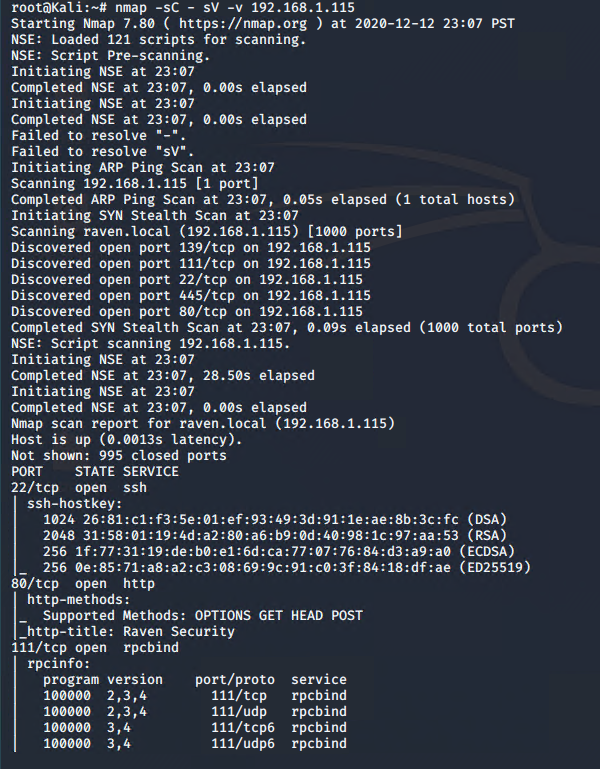 root@Kali:~# nmap -sC - sV -v 192.168.1.115
Starting Nmap 7.80 ( https://nmap.org ) at 2020-12-12 23:07 PST
NSE: Loaded 121 scripts for scanning.
NSE: Script Pre-scanning.
Initiating NSE at 23:07
Completed NSE at 23:07, 0.00s elapsed
Initiating NSE at 23:07
Completed NSE at 23:07, 0.00s elapsed
Failed to resolve "-".
Failed to resolve "sV".
Initiating ARP Ping Scan at 23:07
Scanning 192.168.1.115 [1 port]
Completed ARP Ping Scan at 23:07, 0.05s elapsed (1 total hosts)
Initiating SYN Stealth Scan at 23:07
Scanning raven.local (192.168.1.115) [1000 ports]
Discovered open port 139/tcp on 192.168.1.115
Discovered open port 111/tcp on 192.168.1.115
Discovered open port 22/tcp on 192.168.1.115
Discovered open port 445/tcp on 192.168.1.115
Discovered open port 80/tcp on 192.168.1.115
Completed SYN Stealth Scan at 23:07, 0.09s elapsed (1000 total ports)
NSE: Script scanning 192.168.1.115.
Initiating NSE at 23:07
Completed NSE at 23:07, 28.50s elapsed
Initiating NSE at 23:07
Completed NSE at 23:07, 0.00s elapsed
Nmap scan report for raven.local (192.168.1.115)
Host is up (0.0013s latency).
Not shown: 995 closed ports
PORT    STATE SERVICE
22/tcp  open  ssh
| ssh-hostkey:
|   1024 26:81:c1:f3:5e:01:ef:93:49:3d:91:1e:ae:8b:3c:fc (DSA)
|   2048 31:58:01:19:4d:a2:80:a6:b9:0d:40:98:1c:97:aa:53 (RSA)
|   256 1f:77:31:19:de:b0:e1:6d:ca:77:07:76:84:d3:a9:a0 (ECDSA)
|_  256 0e:85:71:a8:a2:c3:08:69:9c:91:c0:3f:84:18:df:ae (ED25519)
80/tcp  open  http
| http-methods:
|_  Supported Methods: OPTIONS GET HEAD POST
|_http-title: Raven Security
111/tcp open  rpcbind
| rpcinfo:
|   program version    port/proto  service
|   100000  2,3,4        111/tcp   rpcbind
|   100000  2,3,4        111/udp   rpcbind
|   100000  3,4          111/tcp6  rpcbind
|   100000  3,4          111/udp6  rpcbind